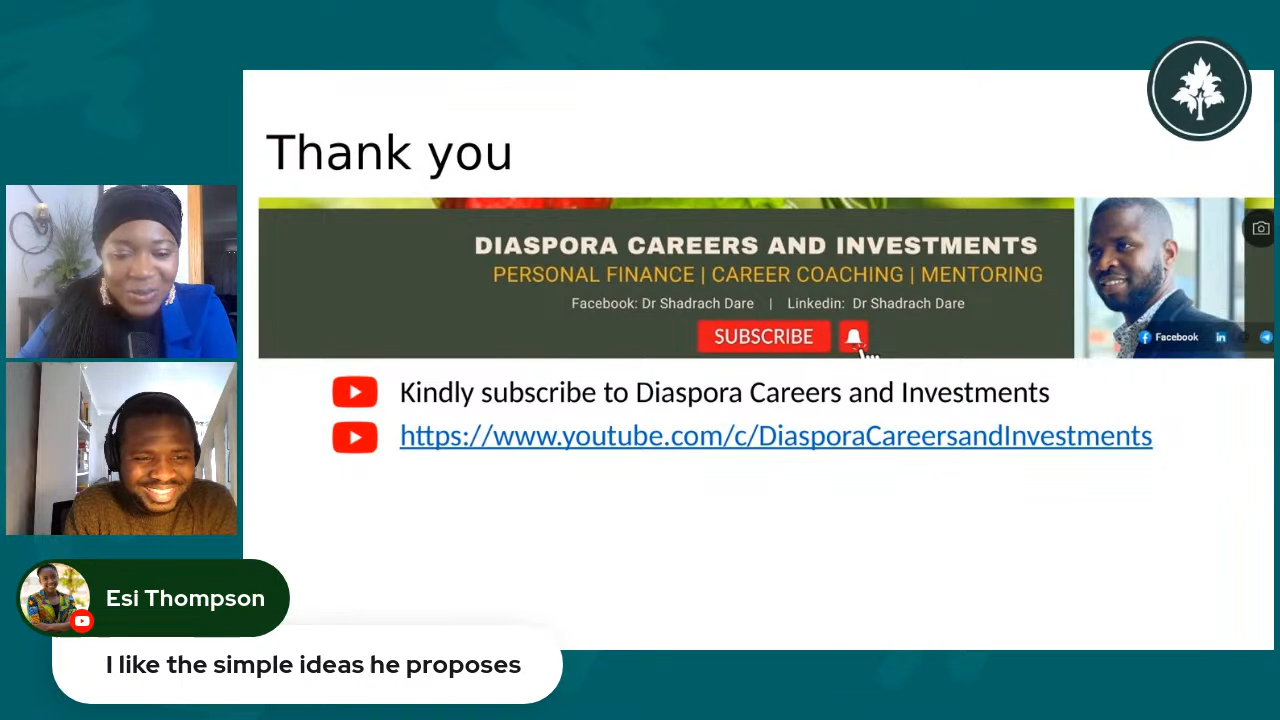 Thank you
DIASPORA CAREERS AND INVESTMENTS
PERSONAL FINANCE | CAREER COACHING | MENTORING
Facebook: Dr Shadrach Dare | Linkedin: Dr Shadrach Dare
SUBSCRIBE
Facebook
in
Kindly subscribe to Diaspora Careers and Investments
https://www.youtube.com/c/DiasporaCareersandInvestments
Esi Thompson
I like the simple ideas he proposes